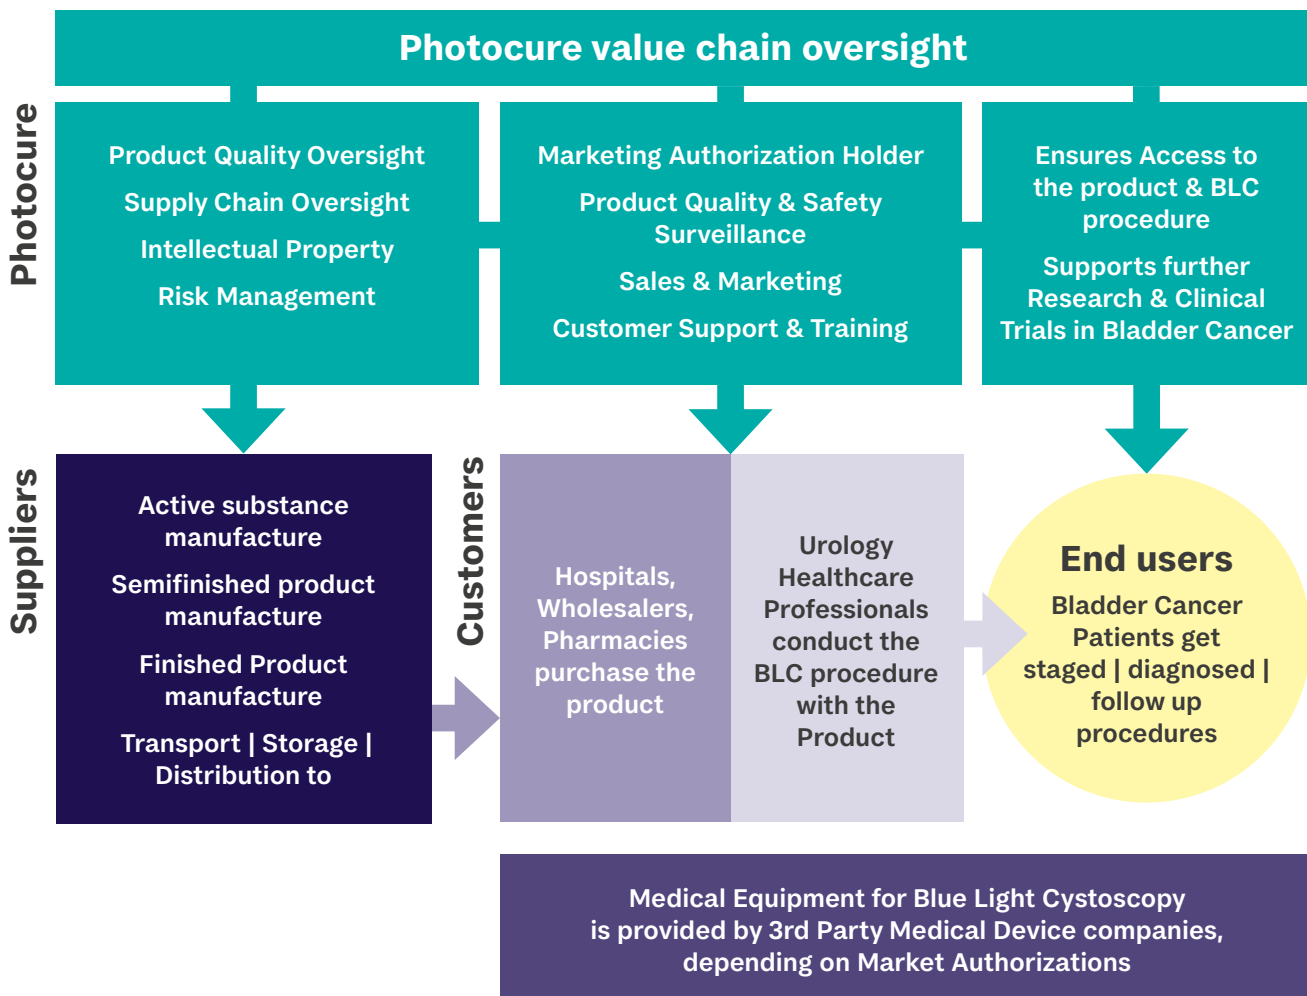 Photocure value chain oversight
Photocure
Product Quality Oversight
Supply Chain Oversight
Intellectual Property
Risk Management
Marketing Authorization Holder
Product Quality & Safety
Surveillance
Sales & Marketing
Customer Support & Training
Ensures Access to
the product & BLC
procedure
Supports further
Research & Clinical
Trials in Bladder Cancer
Suppliers
Active substance
manufacture
Semifinished product
manufacture
Finished Product
manufacture
Transport | Storage |
Distribution to
Customers
Hospitals,
Wholesalers,
Pharmacies
purchase the
product
Urology
Healthcare
Professionals
conduct the
BLC procedure
with the
Product
End users
Bladder Cancer
Patients get
staged | diagnosed |
follow up
procedures
Medical Equipment for Blue Light Cystoscopy
is provided by 3rd Party Medical Device companies,
depending on Market Authorizations